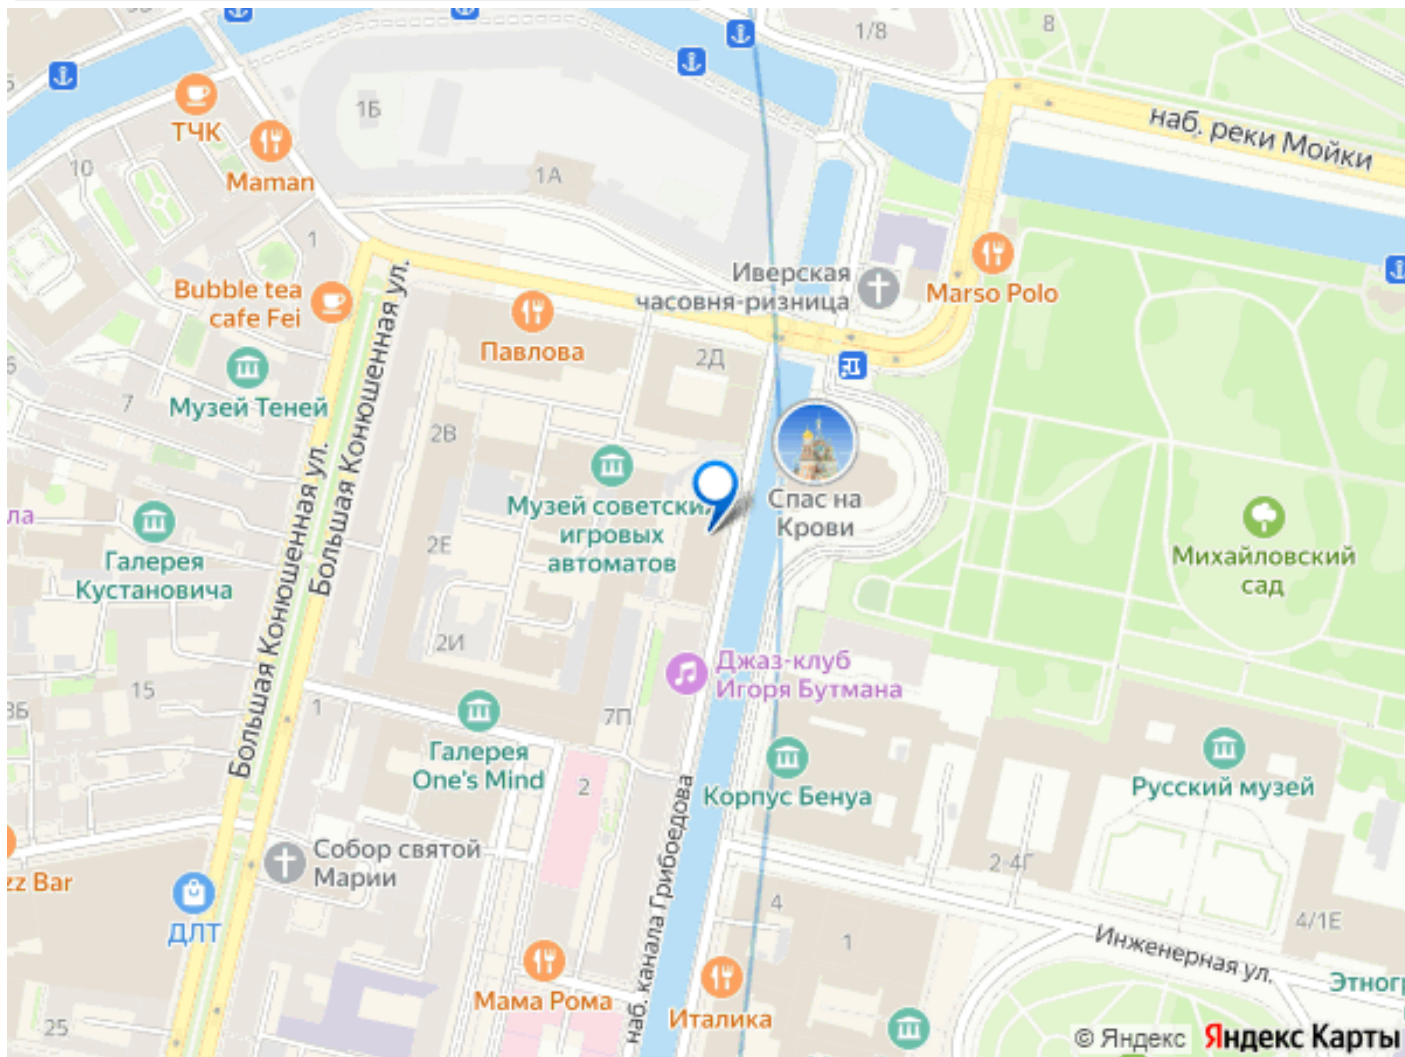 1/8
8
1Б
ТЧК
наб. реки Мойки
Maman
10
1А
1
Иверская
часовня-ризница
Bubble tea
cafe Fei
Marso Polo
Павлова
2Д
Большая Конюшенная ул.
Музей Теней
7
2В
Музей советских
игровых
автоматов
Спас на
Крови
Михайловский
сад
ла
Галерея
Кустановича
2Е
Большая Конюшенная ул.
2И
Джаз-клуб
Игоря Бутмана
15
1
7П
Галерея
One's Mind
2
Корпус Бенуа
Русский музей
наб. канала Грибоедова
Собор святой
Марии
zz Bar
2-4Г
ДЛТ
4
1
4/1Е
Инженерная ул.
Этног
Мама Рома
Италика
25
© Яндекс Яндекс Карты